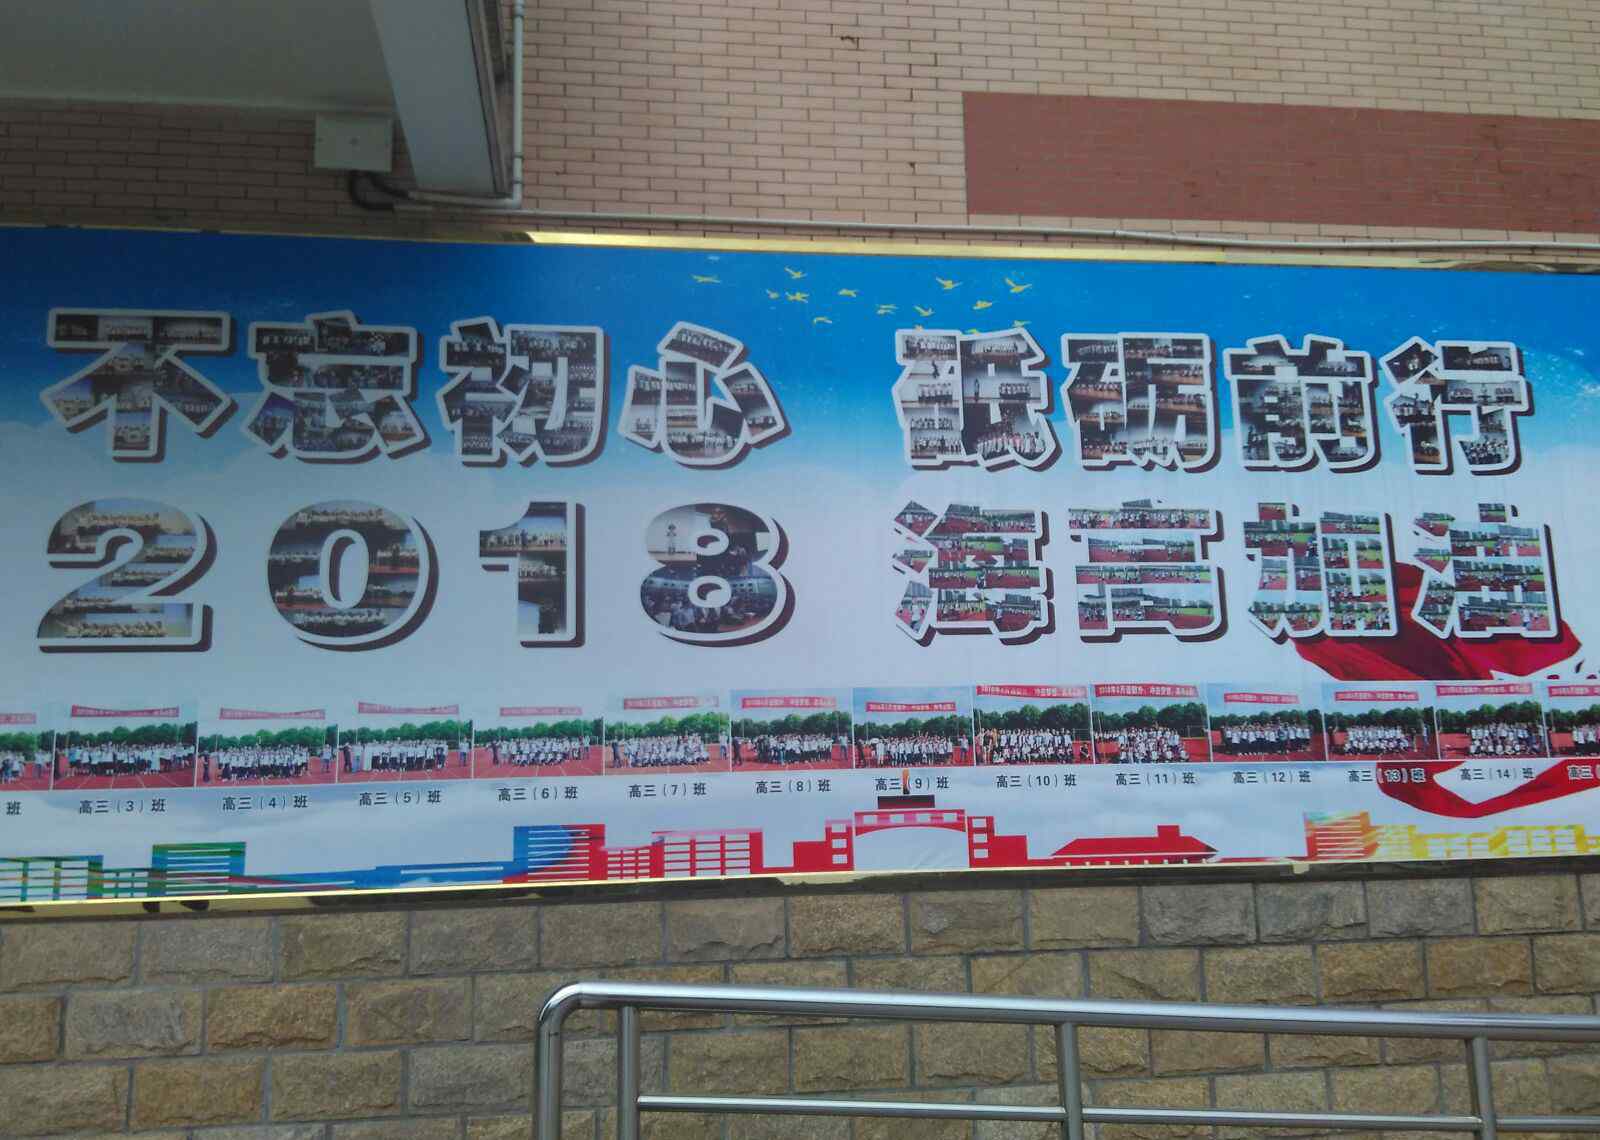 不忘初心 砥砺前行
2018 海高加油
班 高三（3）班 高三（4）班 高三（5）班 高三（6）班 高三（7）班 高三（8）班 高三（9）班 高三（10）班 高三（11）班 高三（12）班 高三（13）班 高三（14）班 高三（